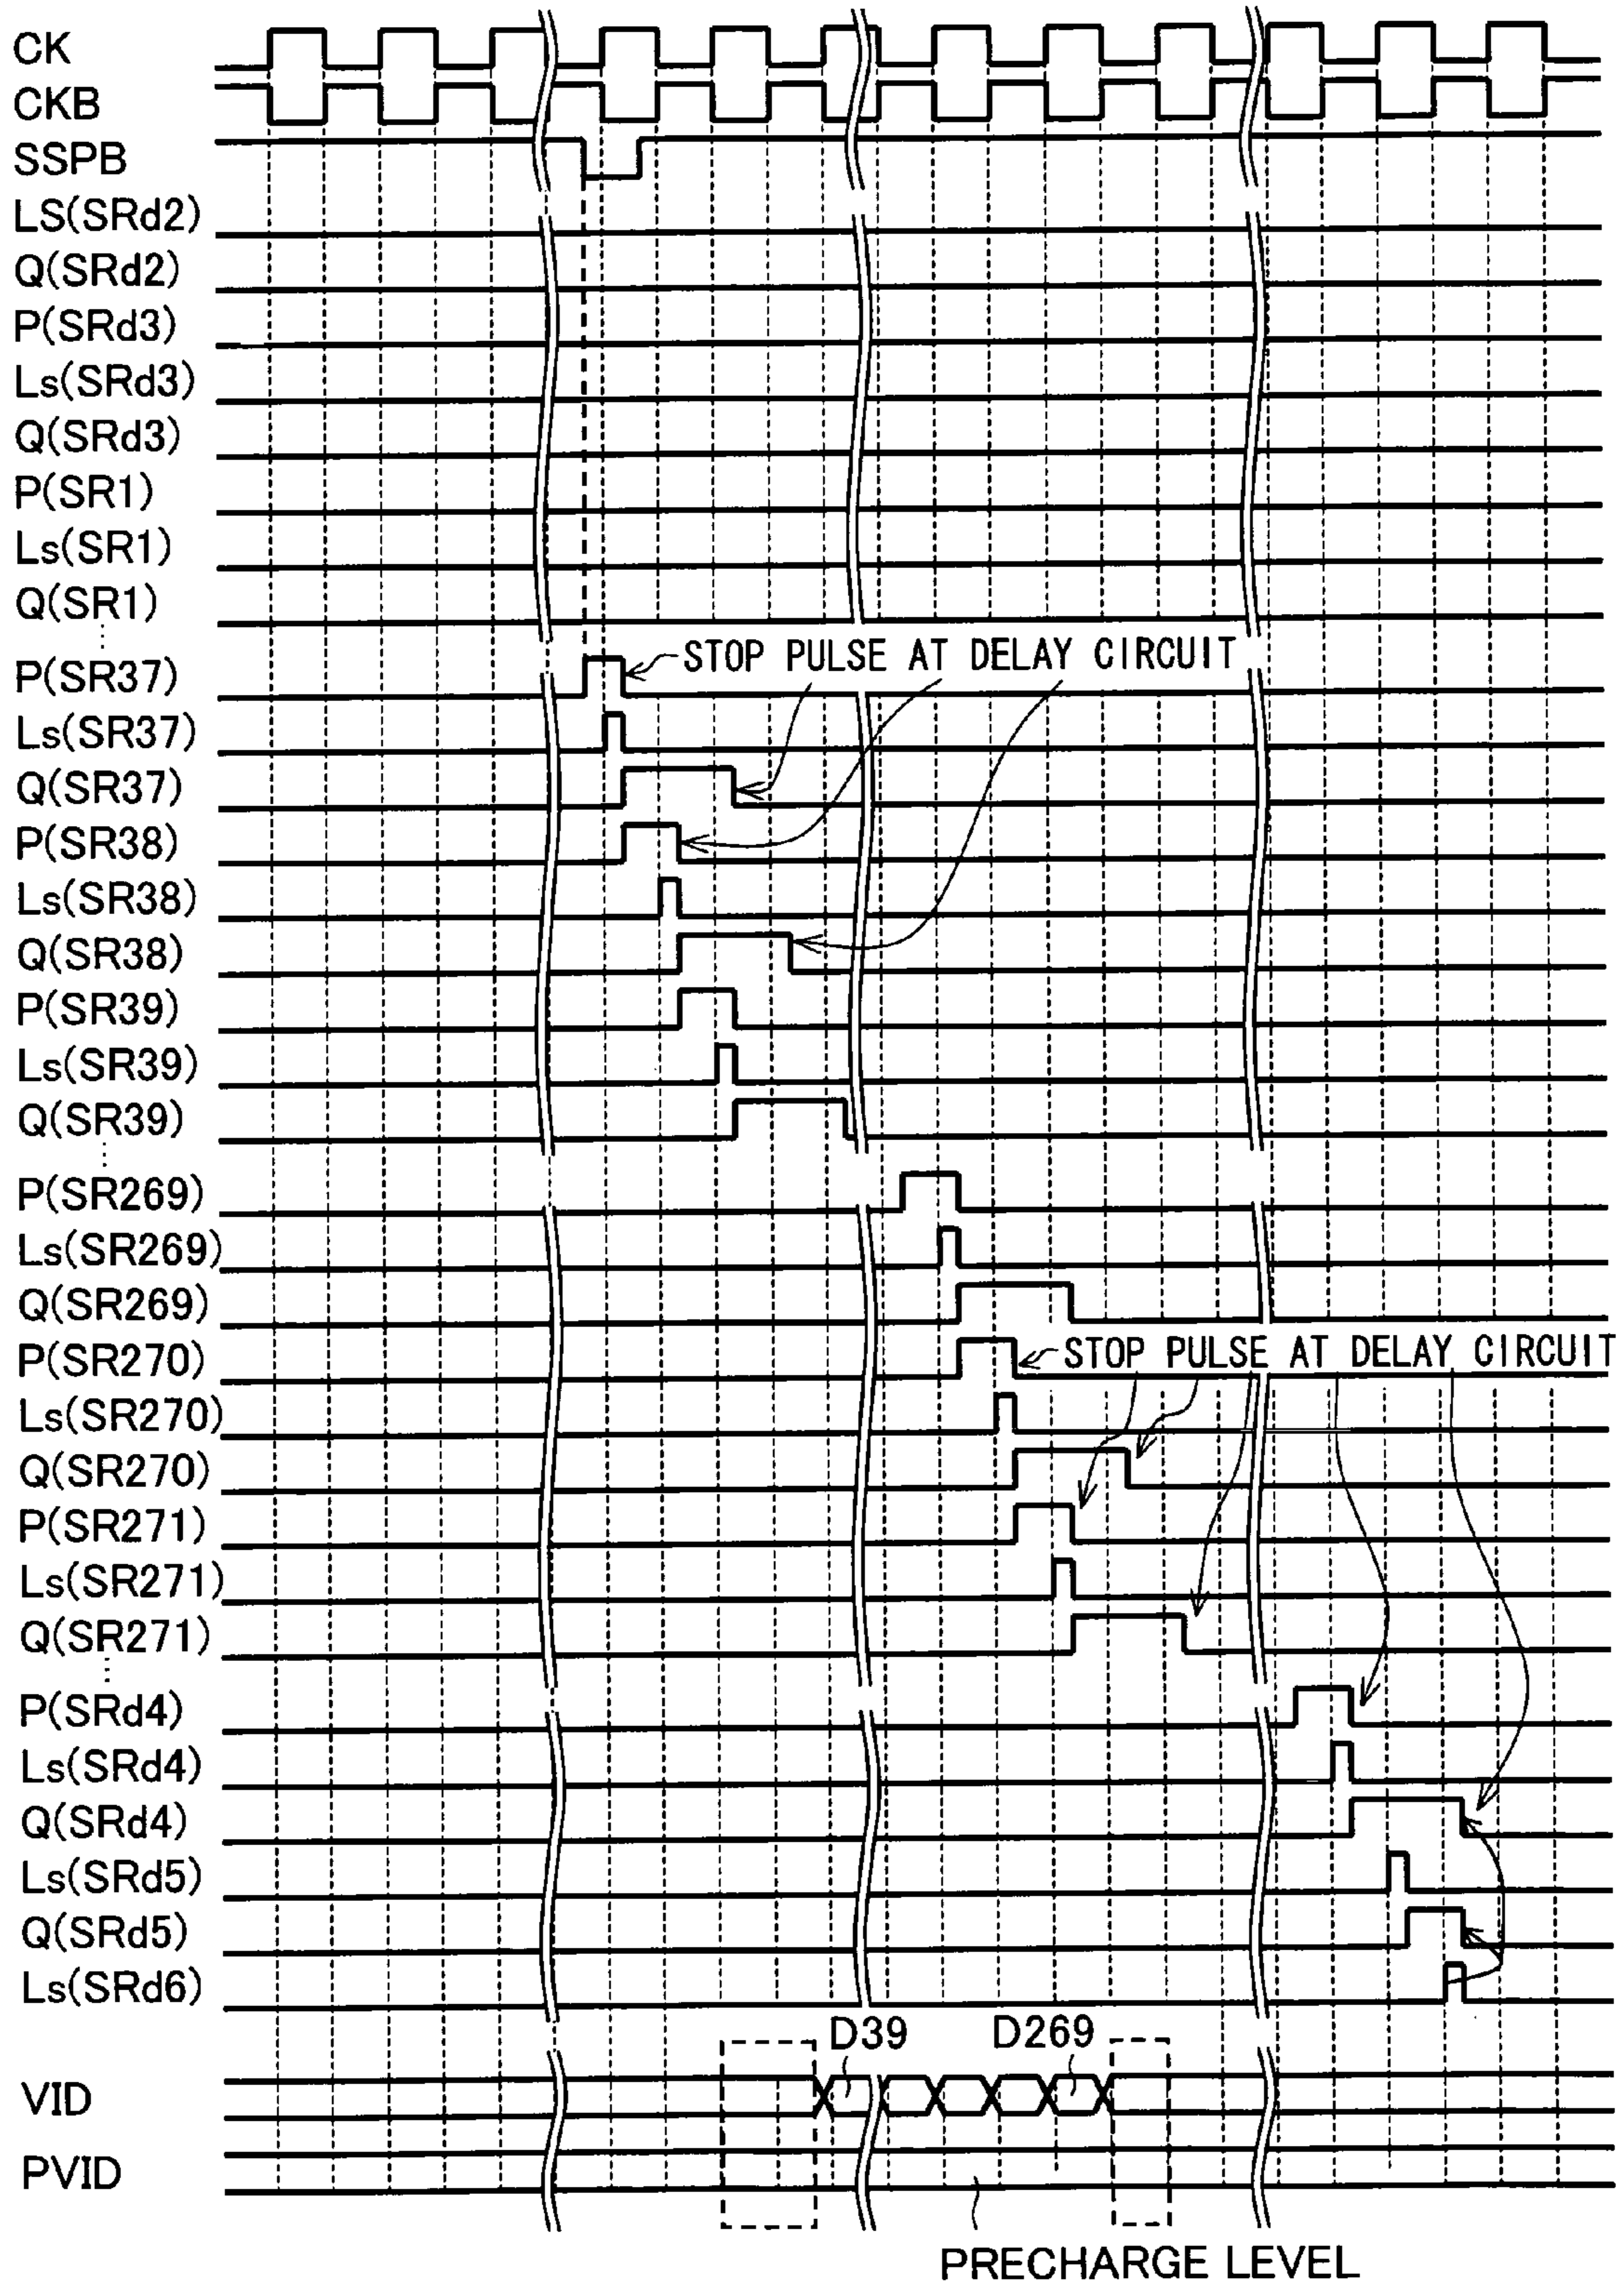 CK
CKB
SSPB
LS(SRd2)
Q(SRd2)
P(SRd3)
Ls(SRd3)
Q(SRd3)
P(SR1)
Ls(SR1)
Q(SR1)
P(SR37) STOP PULSE AT DELAY CIRCUIT
Ls(SR37)
Q(SR37)
P(SR38)
Ls(SR38)
Q(SR38)
P(SR39)
Ls(SR39)
Q(SR39)
P(SR269)
Ls(SR269)
Q(SR269)
P(SR270) STOP PULSE AT DELAY CIRCUIT
Ls(SR270)
Q(SR270)
P(SR271)
Ls(SR271)
Q(SR271)
P(SRd4)
Ls(SRd4)
Q(SRd4)
Ls(SRd5)
Q(SRd5)
Ls(SRd6)
D39 D269
VID
PVID
PRECHARGE LEVEL